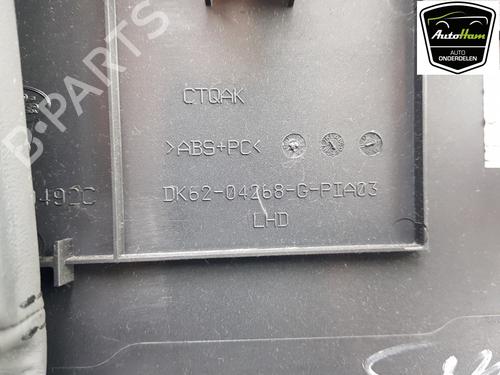 AutoHam
AUTO
ONDERDELEN
B-PARTS
CTQAK
>ABS+PC<
492C
DK62-04268-G-PIA03
LHD